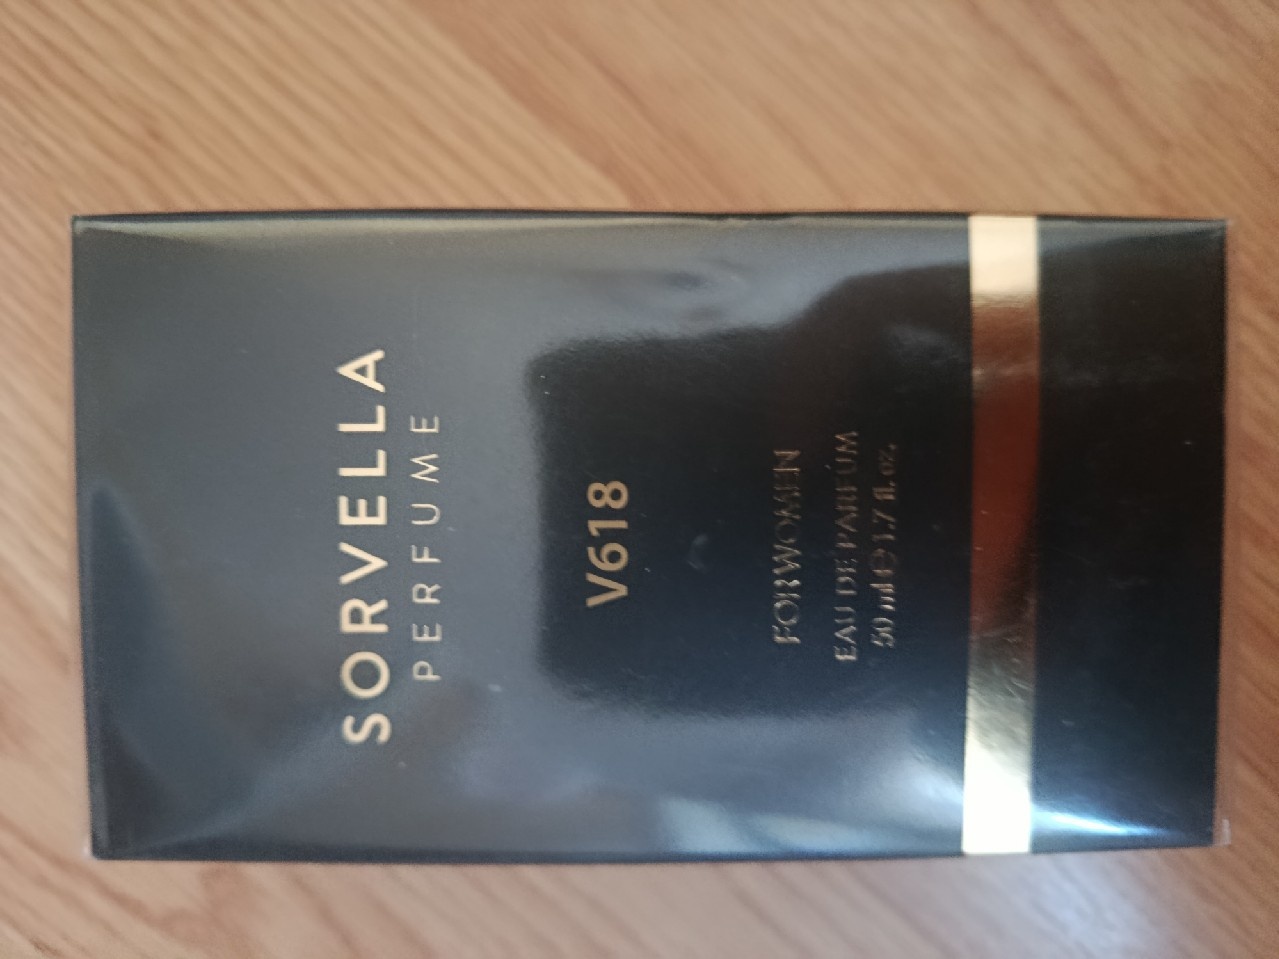 SORVELLA
PERFUME
V618
FOR WOMEN
EAU DE PARFUM
50 ml ℮ 1.7 fl. oz.